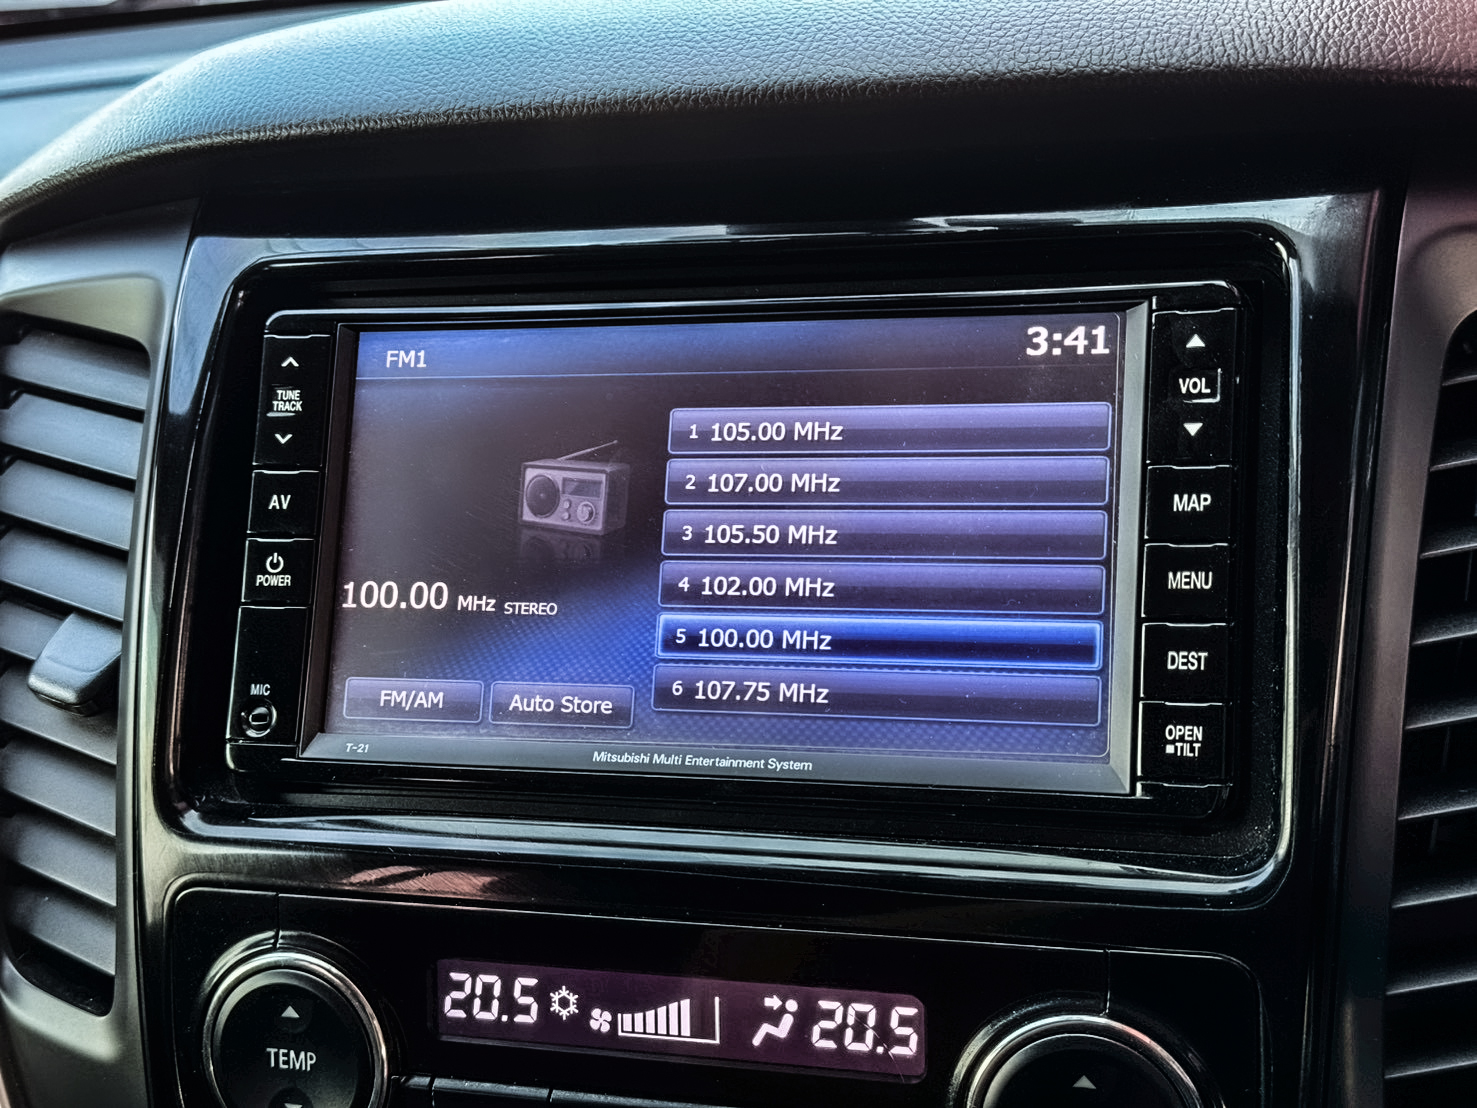 FM1
3:41
TUNE
TRACK
AV
POWER
MIC
1 105.00 MHz
2 107.00 MHz
3 105.50 MHz
4 102.00 MHz
5 100.00 MHz
6 107.75 MHz
100.00 MHz STEREO
FM/AM
Auto Store
T-21
Mitsubishi Multi Entertainment System
VOL
MAP
MENU
DEST
OPEN
TILT
20.5
20.5
TEMP